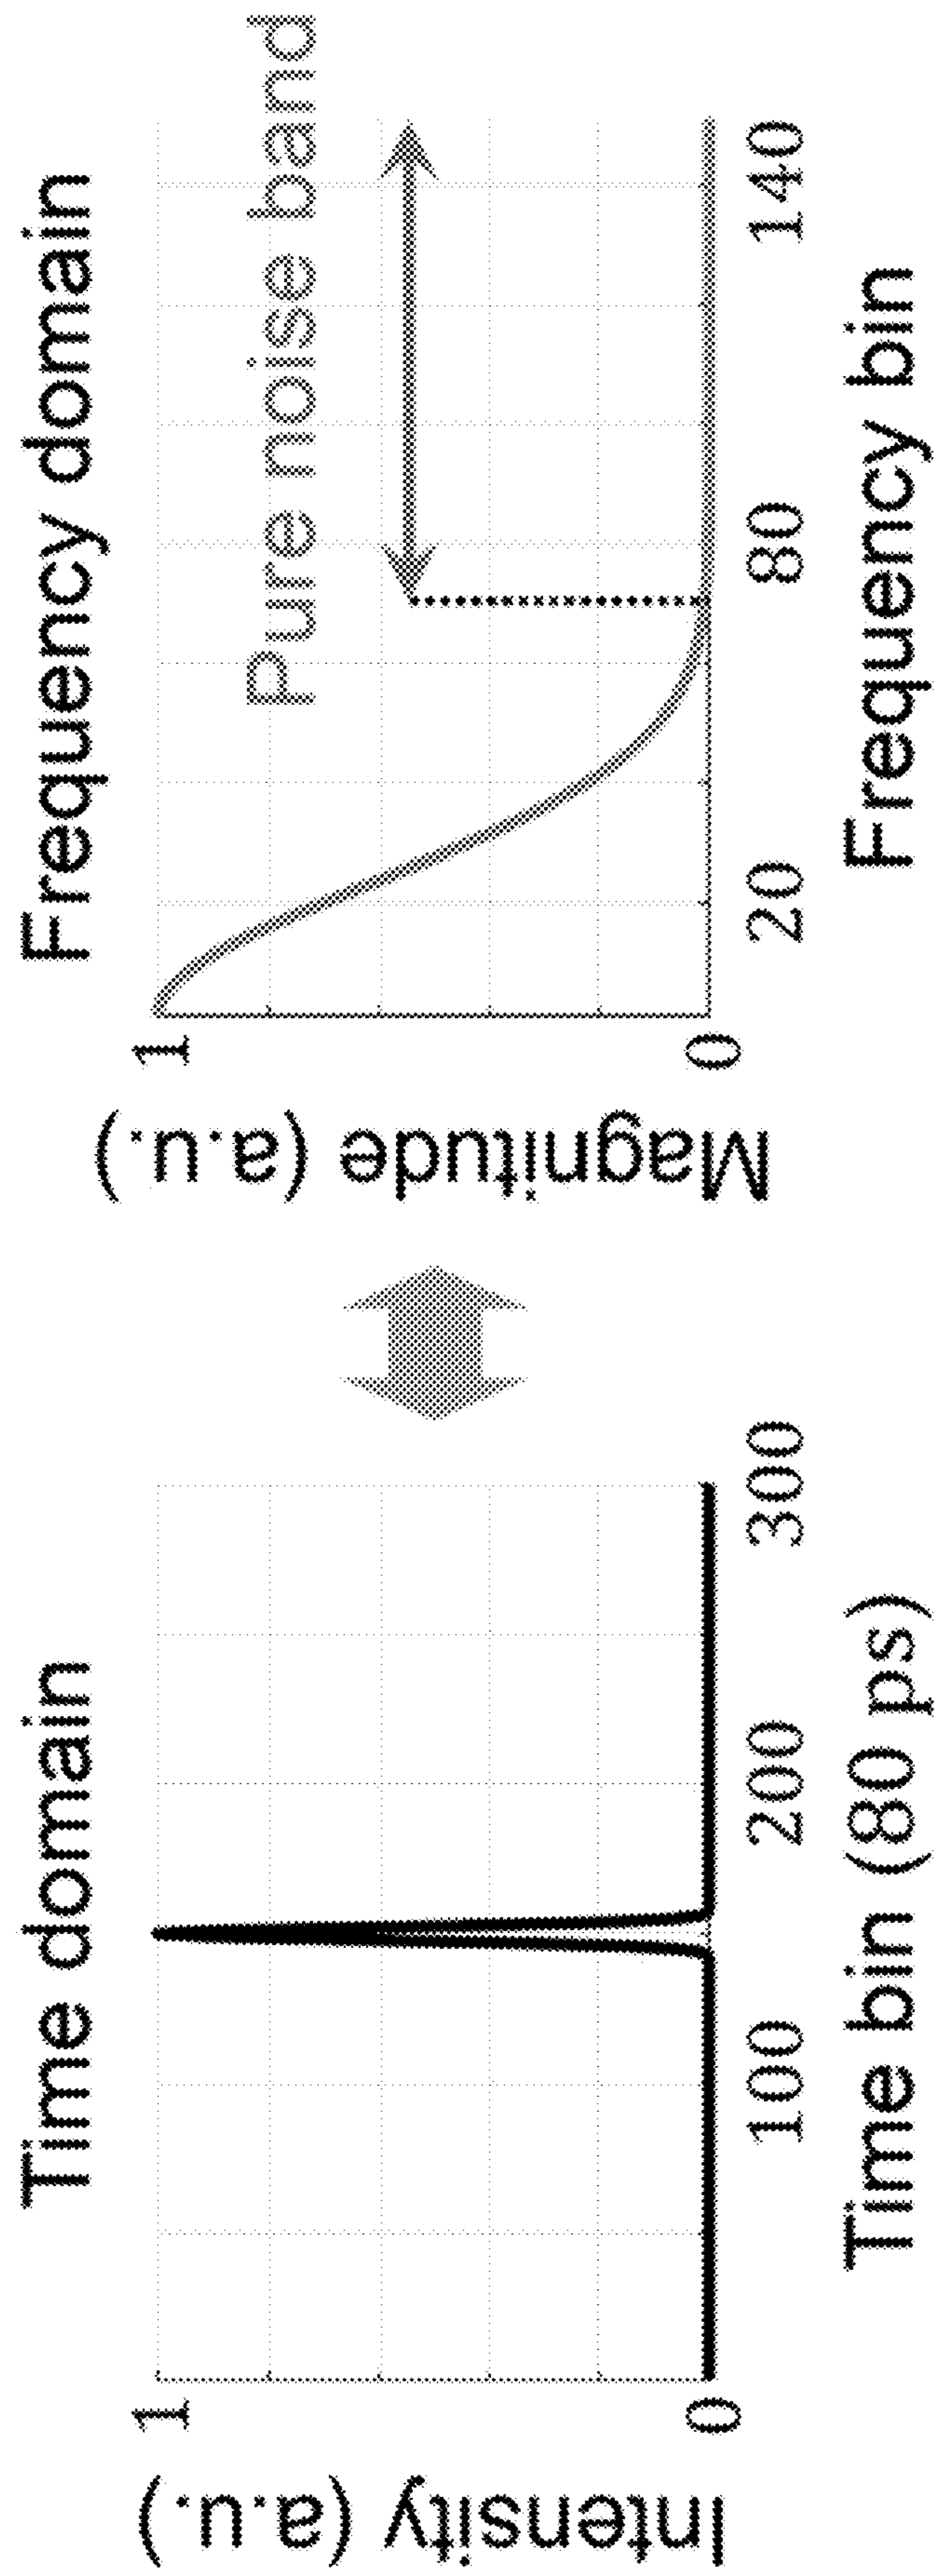 Time domain
Intensity (a.u.)
1
0
100
200
300
Time bin (80 ps)
Frequency domain
Magnitude (a.u.)
1
0
Pure noise band
20
80
140
Frequency bin